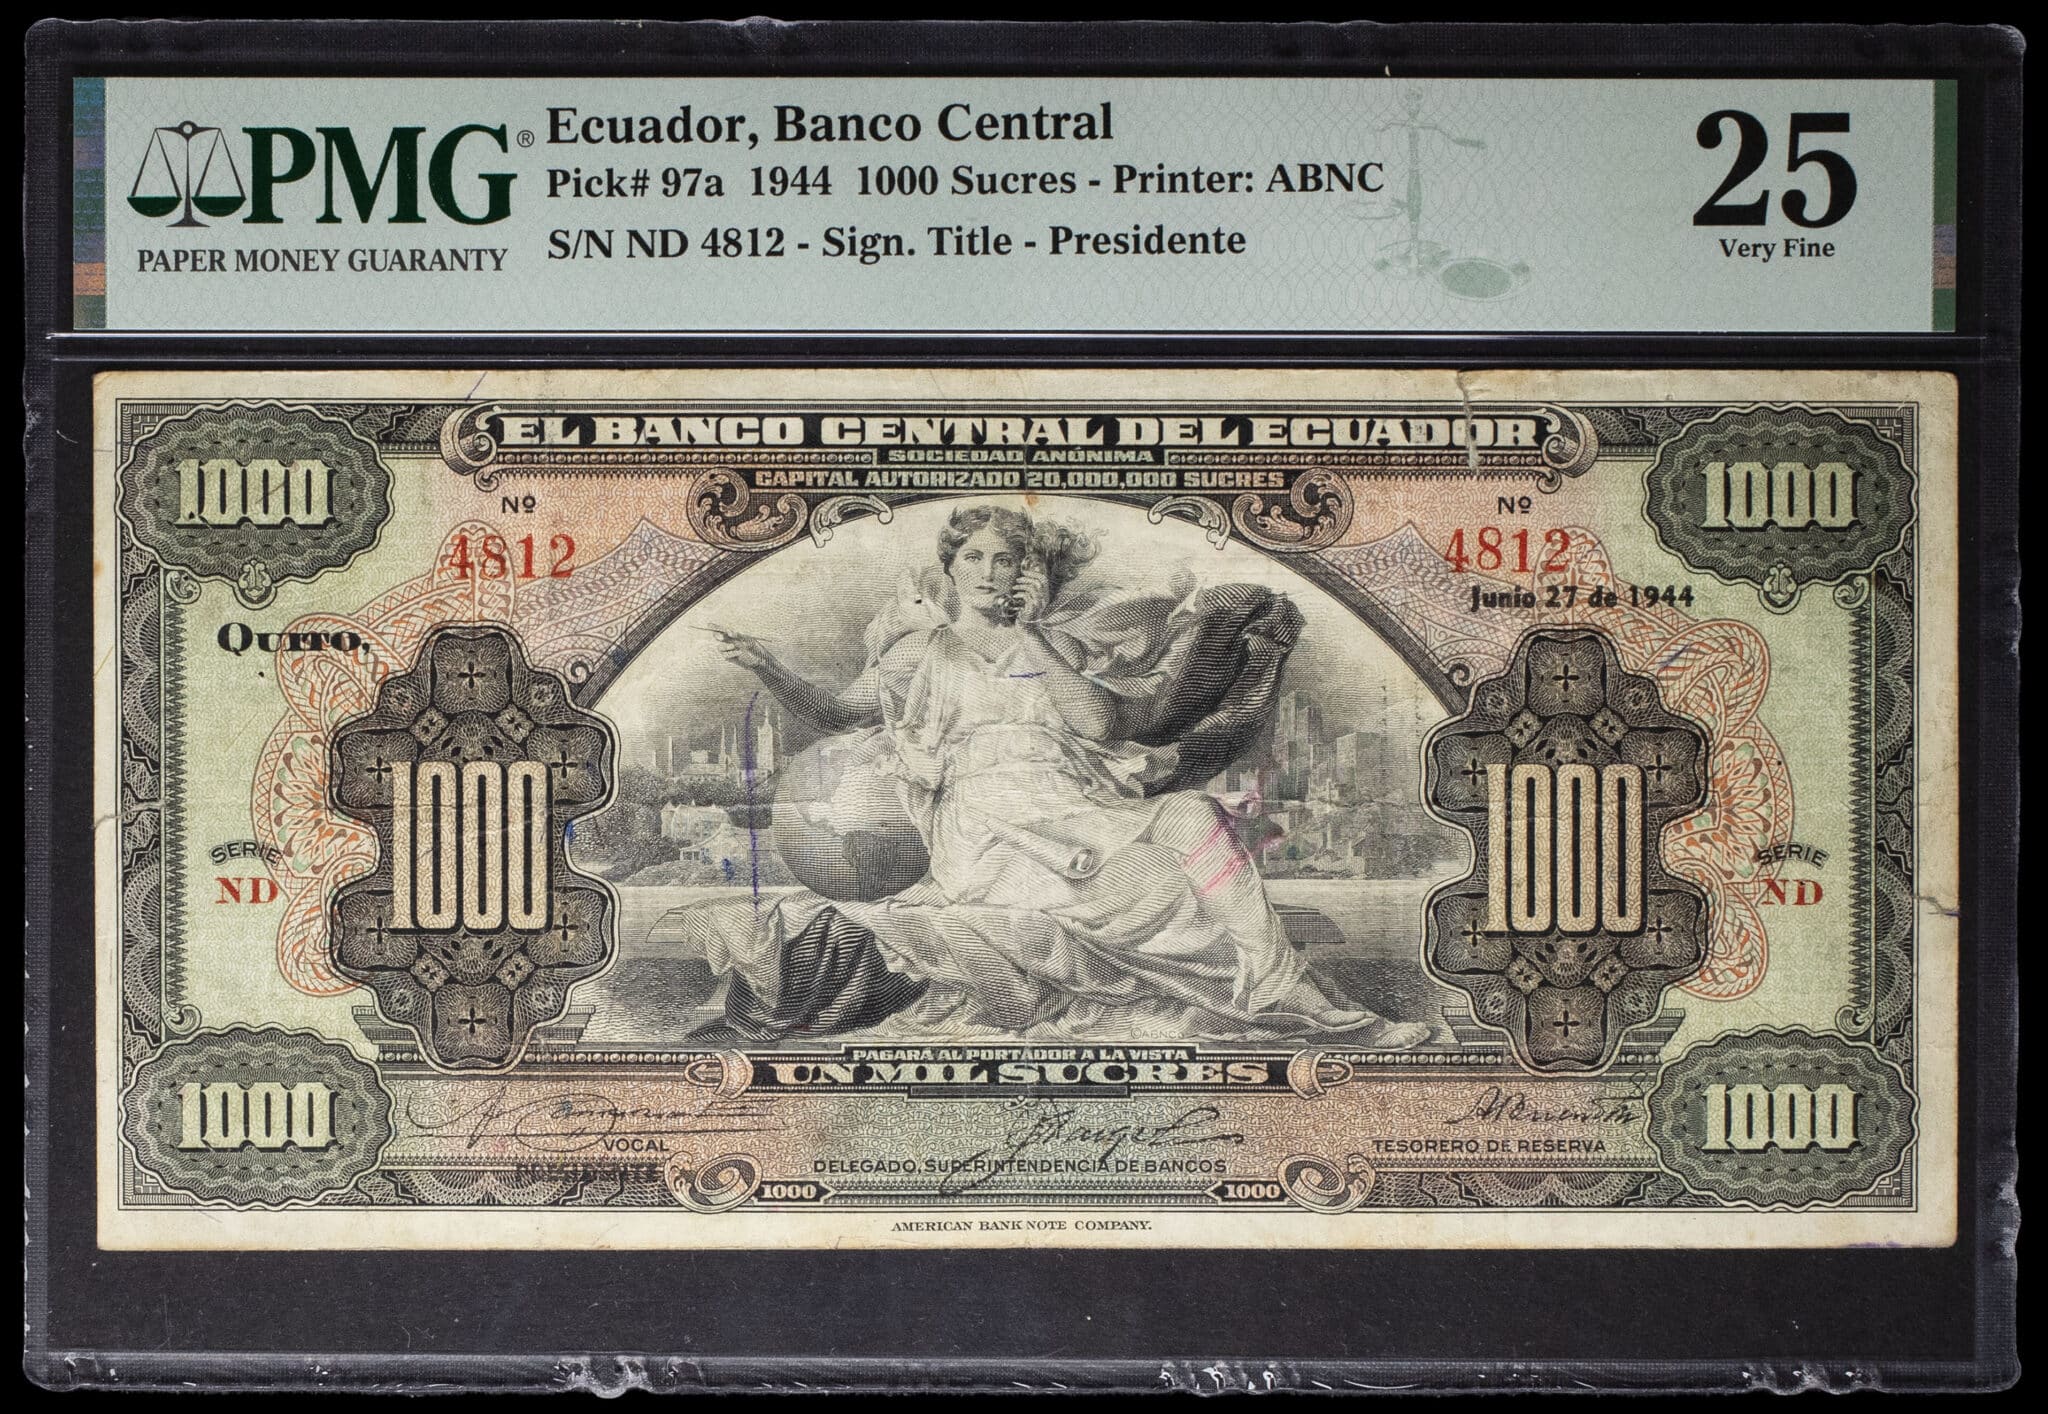 PMG®
PAPER MONEY GUARANTY
Ecuador, Banco Central
Pick# 97a 1944 1000 Sucres - Printer: ABNC
S/N ND 4812 - Sign. Title - Presidente
25
Very Fine
EL BANCO CENTRAL DEL ECUADOR
SOCIEDAD ANÓNIMA
CAPITAL AUTORIZADO 20,000,000 SUCRES
1000
1000
Nº
4812
Nº
4812
Junio 27 de 1944
QUITO,
1000
1000
SERIE
ND
SERIE
ND
©ABNCO
PAGARÁ AL PORTADOR A LA VISTA
UN MIL SUCRES
1000
1000
VOCAL
PRESIDENTE
DELEGADO, SUPERINTENDENCIA DE BANCOS
TESORERO DE RESERVA
1000
1000
AMERICAN BANK NOTE COMPANY.